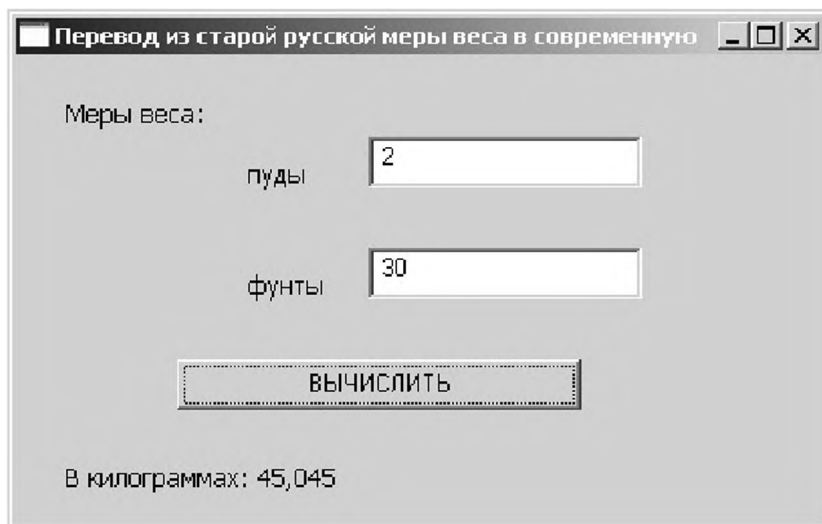 Перевод из старой русской меры веса в современную
Меры веса:
пуды 2
фунты 30
ВЫЧИСЛИТЬ
В килограммах: 45,045